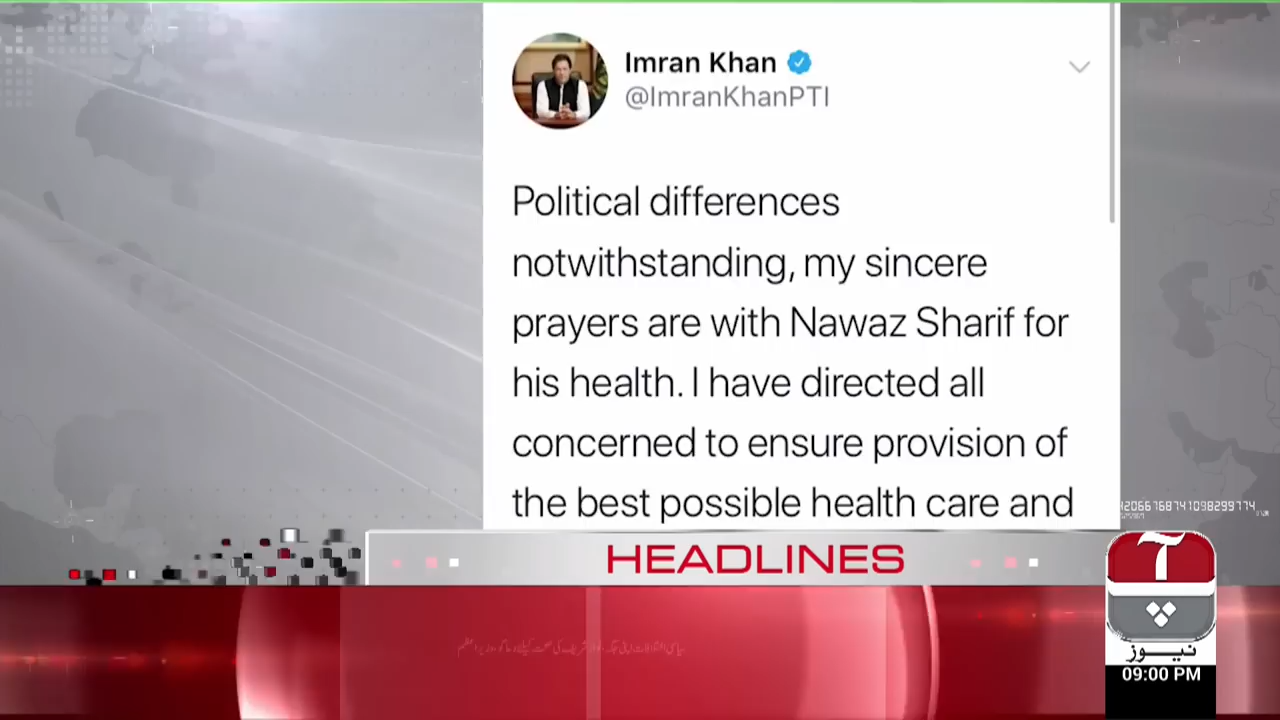 Imran Khan
@ImranKhanPTI
Political differences
notwithstanding, my sincere
prayers are with Nawaz Sharif for
his health. I have directed all
concerned to ensure provision of
the best possible health care and
HEADLINES
آپ
نیوز
09:00 PM